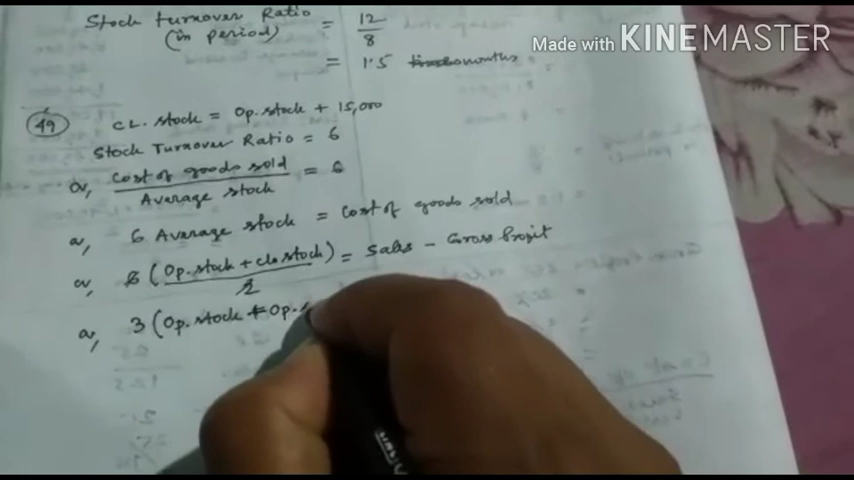 Stock Turnover Ratio = 12/8
(in period)
= 1.5 months
Made with KINEMASTER
49 CL. stock = Op. stock + 15,000
Stock Turnover Ratio = 6
or, Cost of goods sold / Average stock = 6
or, 6 Average stock = Cost of goods sold
or, 6 (Op. stock + Clo stock / 2) = Sales - Gross Profit
or, 3 (Op. stock + Op.